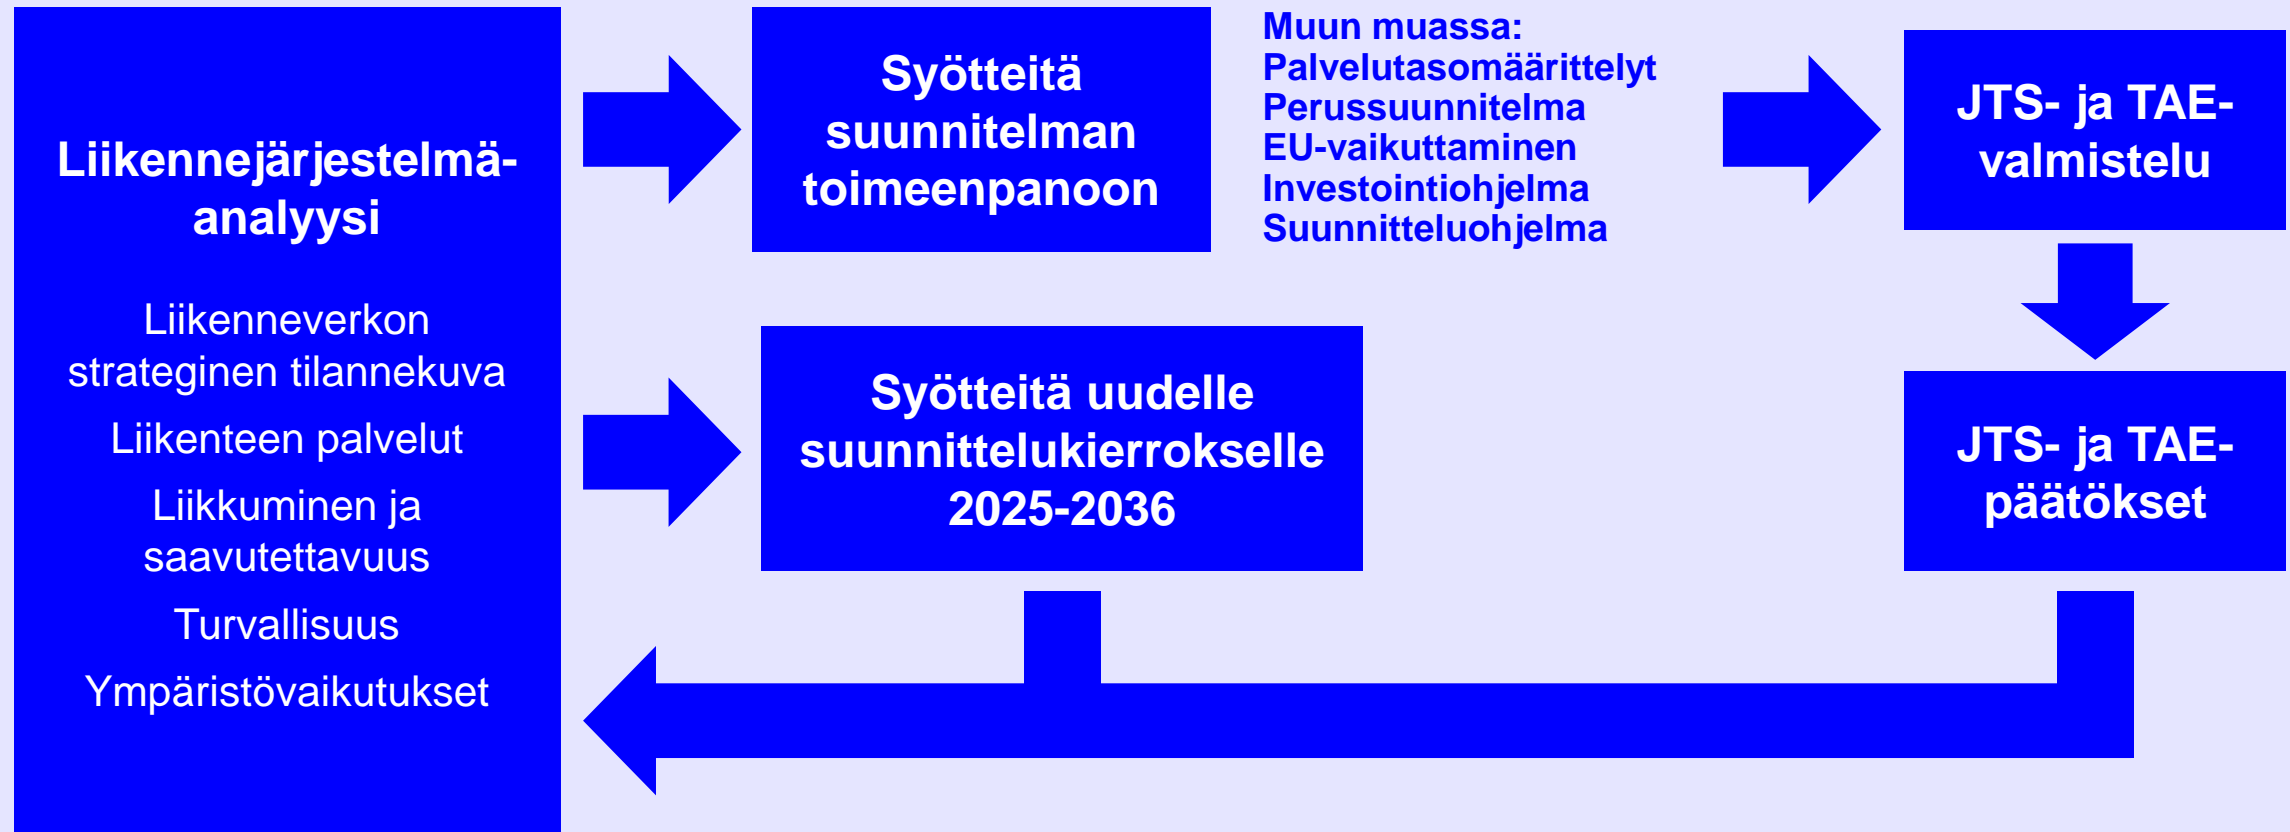 Liikennejärjestelmä-
analyysi
Liikenneverkon
strateginen tilannekuva
Liikenteen palvelut
Liikkuminen ja
saavutettavuus
Turvallisuus
Ympäristövaikutukset
Syötteitä
suunnitelman
toimeenpanoon
Muun muassa:
Palvelutasomäärittelyt
Perussuunnitelma
EU-vaikuttaminen
Investointiohjelma
Suunnitteluohjelma
JTS- ja TAE-
valmistelu
Syötteitä uudelle
suunnittelukierrokselle
2025-2036
JTS- ja TAE-
päätökset